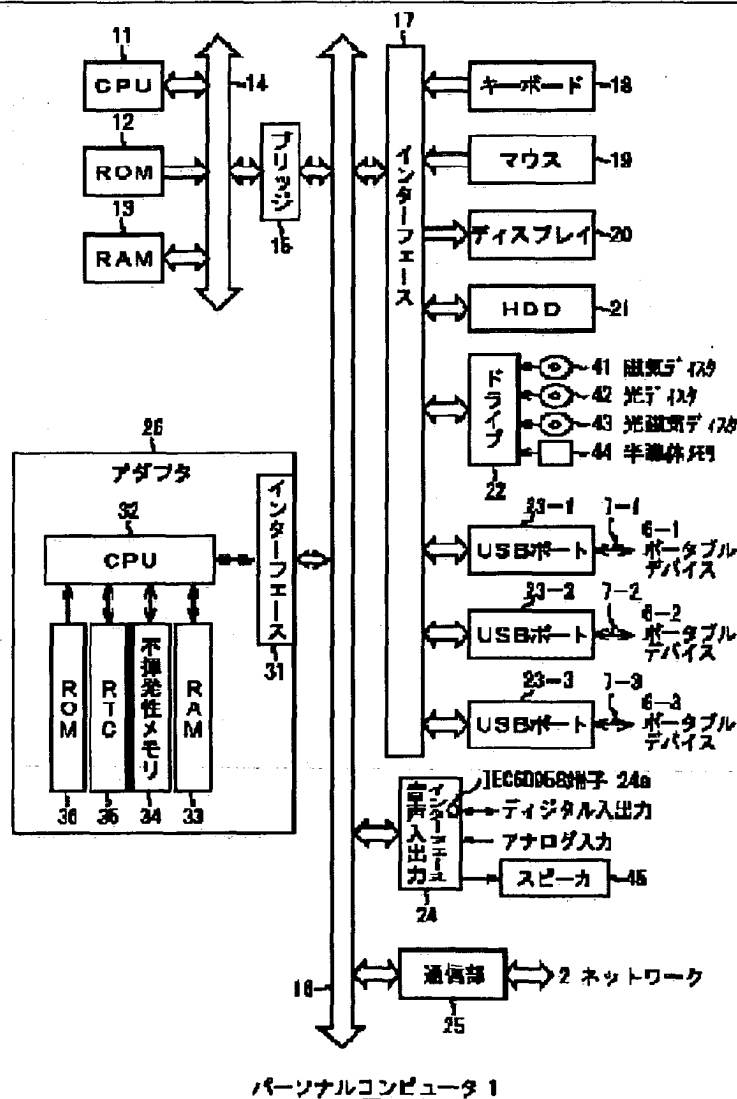 11
CPU
12
ROM
13
RAM
14
ブリッジ
15
16
17
インターフェース
キーボード
18
マウス
19
ディスプレイ
20
HDD
21
ドライブ
22
41 磁気ディスク
42 光ディスク
43 光磁気ディスク
44 半導体メモリ
23-1
USBポート
7-1
6-1
ポータブル
デバイス
23-2
USBポート
7-2
6-2
ポータブル
デバイス
23-3
USBポート
7-3
6-3
ポータブル
デバイス
26
アダプタ
32
CPU
インターフェース
31
ROM
36
RTC
35
不揮発性メモリ
34
RAM
33
音声入出力
インターフェース
24
IEC60958端子 24a
ディジタル入出力
アナログ入力
スピーカ
45
通信部
25
2 ネットワーク
パーソナルコンピュータ 1